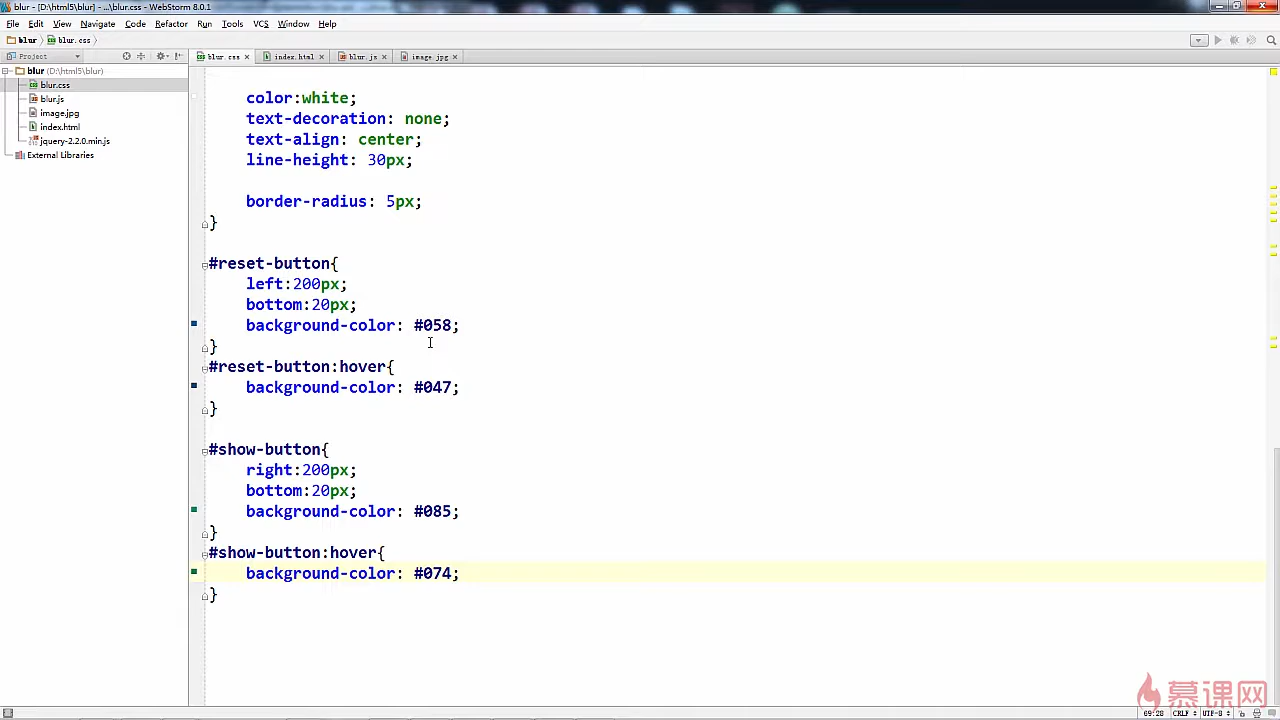 blur - [D:\html5\blur] - ...\blur.css - WebStorm 8.0.1
File Edit View Navigate Code Refactor Run Tools VCS Window Help
blur blur.css
Project
blur.css index.html blur.js image.jpg
blur (D:\html5\blur)
blur.css
blur.js
image.jpg
index.html
jquery-2.2.0.min.js
External Libraries
color:white;
text-decoration: none;
text-align: center;
line-height: 30px;
border-radius: 5px;
}
#reset-button{
left:200px;
bottom:20px;
background-color: #058;
}
#reset-button:hover{
background-color: #047;
}
#show-button{
right:200px;
bottom:20px;
background-color: #085;
}
#show-button:hover{
background-color: #074;
}
慕课网
69:28 CRLF UTF-8